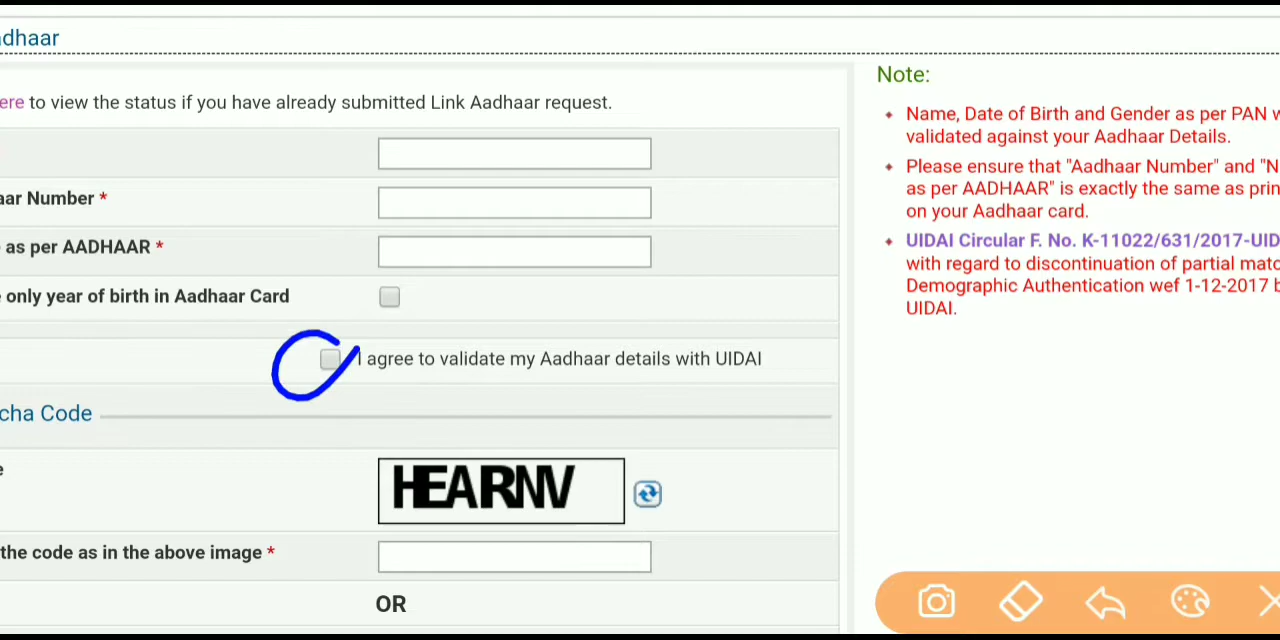 dhaar
ere to view the status if you have already submitted Link Aadhaar request.
aar Number *
as per AADHAAR *
only year of birth in Aadhaar Card
I agree to validate my Aadhaar details with UIDAI
cha Code
HEARNV
e
the code as in the above image *
OR
Note:
Name, Date of Birth and Gender as per PAN w
validated against your Aadhaar Details.
Please ensure that "Aadhaar Number" and "N
as per AADHAAR" is exactly the same as prin
on your Aadhaar card.
UIDAI Circular F. No. K-11022/631/2017-UID
with regard to discontinuation of partial matc
Demographic Authentication wef 1-12-2017 b
UIDAI.